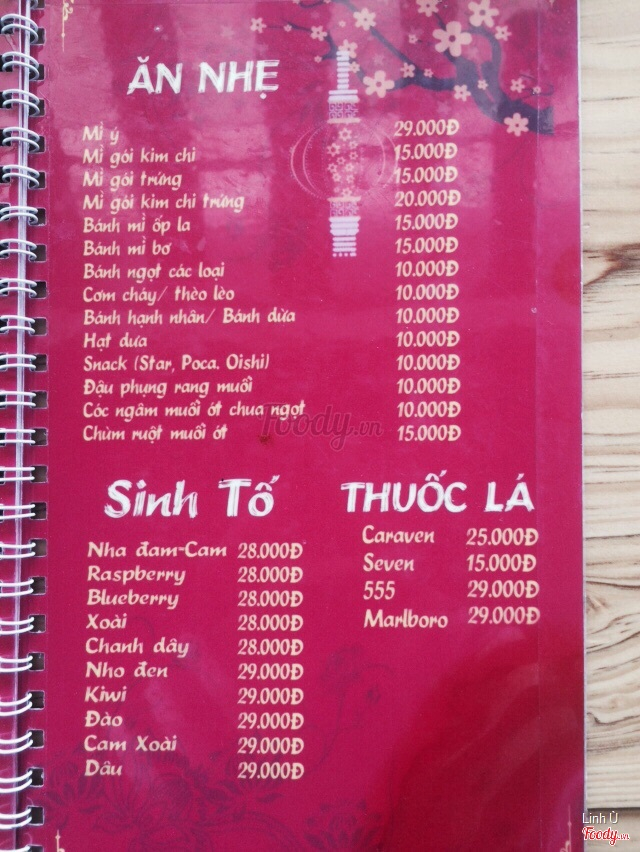 ĂN NHẸ
Mì ý 29.000Đ
Mì gói kim chi 15.000Đ
Mì gói trứng 15.000Đ
Mì gói kim chi trứng 20.000Đ
Bánh mì ốp la 15.000Đ
Bánh mì bơ 15.000Đ
Bánh ngọt các loại 10.000Đ
Cơm cháy/ thèo lèo 10.000Đ
Bánh hạnh nhân/ Bánh dừa 10.000Đ
Hạt dưa 10.000Đ
Snack (Star, Poca, Oishi) 10.000Đ
Đậu phụng rang muối 10.000Đ
Cóc ngâm muối ớt chua ngọt 10.000Đ
Chùm ruột muối ớt 15.000Đ
Foody.vn
Sinh Tố
Nha đam-Cam 28.000Đ
Raspberry 28.000Đ
Blueberry 28.000Đ
Xoài 28.000Đ
Chanh dây 28.000Đ
Nho đen 29.000Đ
Kiwi 29.000Đ
Đào 29.000Đ
Cam Xoài 29.000Đ
Dâu 29.000Đ
THUỐC LÁ
Caraven 25.000Đ
Seven 15.000Đ
555 29.000Đ
Marlboro 29.000Đ
Linh Ù
Foody.vn